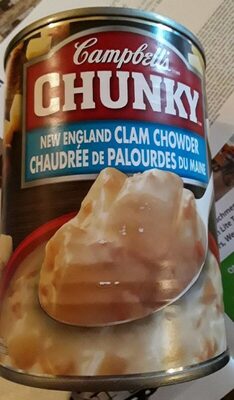 Campbell's
CHUNKY
NEW ENGLAND CLAM CHOWDER
CHAUDRÉE DE PALOURDES DU MAINE